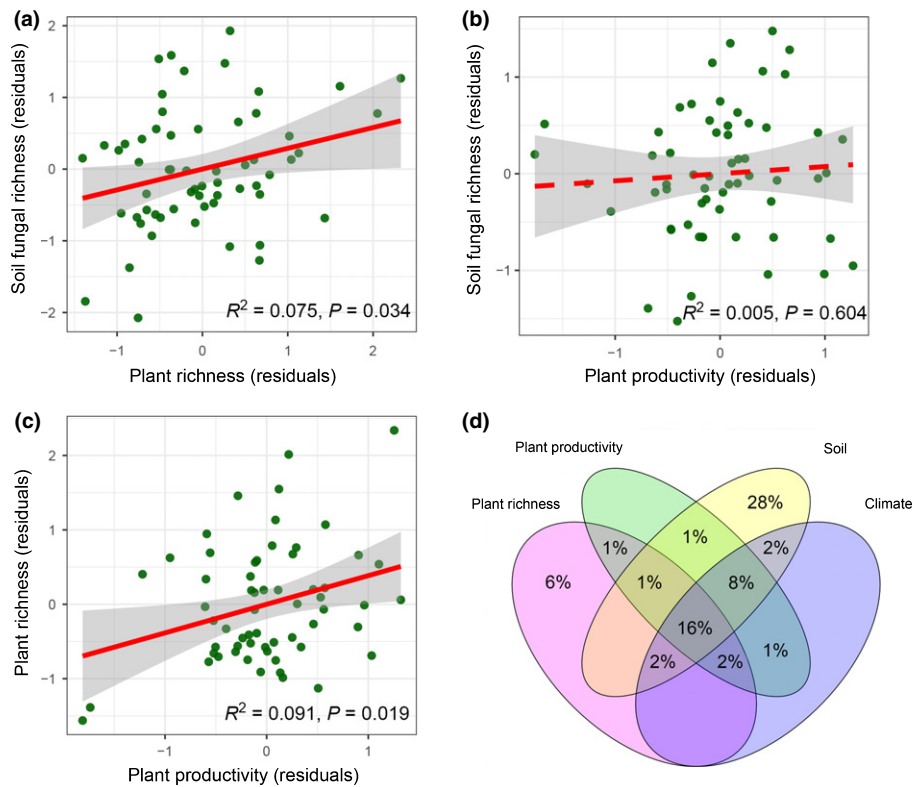 (a)
2
1
0
−1
−2
Soil fungal richness (residuals)
R² = 0.075, P = 0.034
−1 0 1 2
Plant richness (residuals)
(b)
1
0
−1
Soil fungal richness (residuals)
R² = 0.005, P = 0.604
−1 0 1
Plant productivity (residuals)
(c)
2
1
0
−1
Plant richness (residuals)
R² = 0.091, P = 0.019
−1 0 1
Plant productivity (residuals)
(d)
Plant productivity Soil
Plant richness Climate
28%
1% 1% 2%
6% 1% 8%
16%
2% 2% 1%